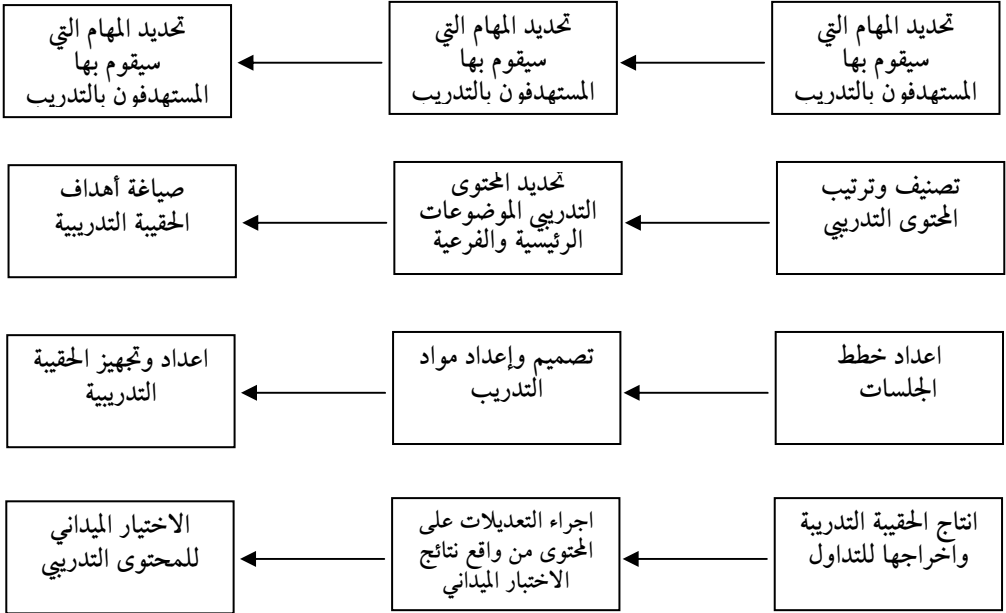 تحديد المهام التي
سيقوم بها
المستهدفون بالتدريب
تحديد المهام التي
سيقوم بها
المستهدفون بالتدريب
تحديد المهام التي
سيقوم بها
المستهدفون بالتدريب
تصنيف وترتيب
المحتوى التدريبي
تحديد المحتوى
التدريبي الموضوعات
الرئيسية والفرعية
صياغة أهداف
الحقيبة التدريبية
اعداد خطط
الجلسات
تصميم وإعداد مواد
التدريب
اعداد وتجهيز الحقيبة
التدريبية
انتاج الحقيبة التدريبة
واخراجها للتداول
اجراء التعديلات على
المحتوى من واقع نتائج
الاختبار الميداني
الاختيار الميداني
للمحتوى التدريبي